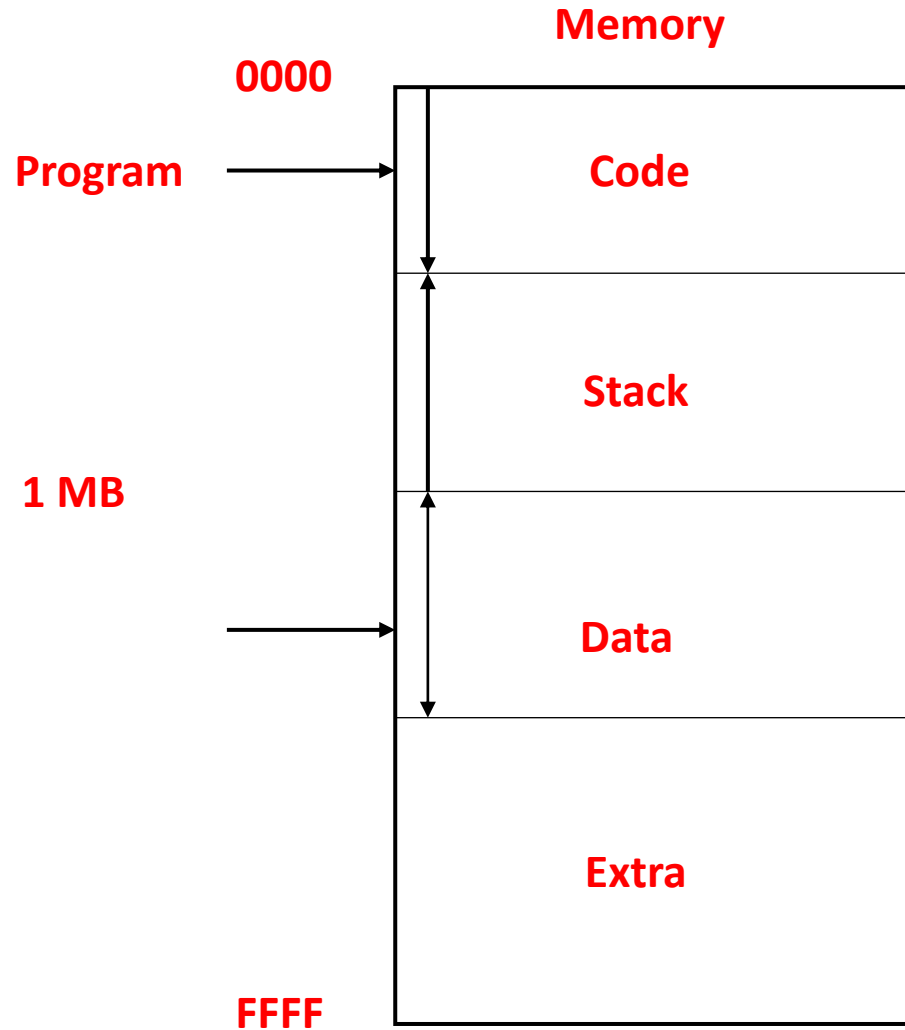 Memory
0000
Program
Code
Stack
1 MB
Data
Extra
FFFF